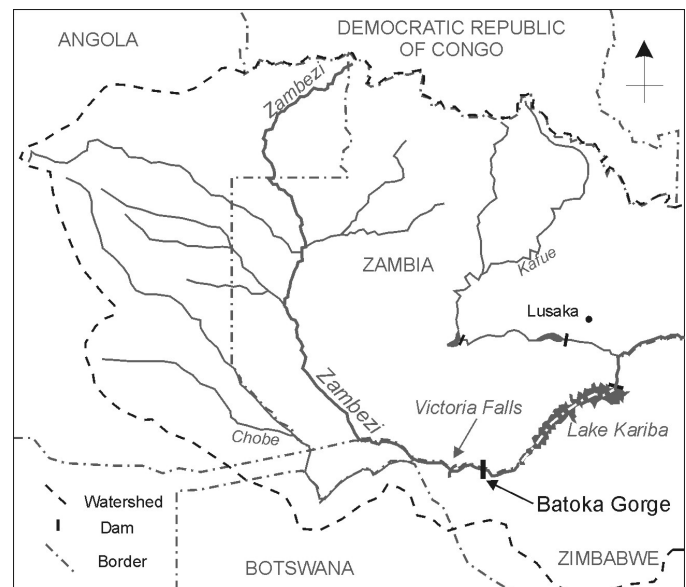 ANGOLA
DEMOCRATIC REPUBLIC
OF CONGO
Zambezi
ZAMBIA
Kafue
Lusaka
Zambezi
Victoria Falls
Lake Kariba
Chobe
Batoka Gorge
Watershed
Dam
Border
BOTSWANA
ZIMBABWE